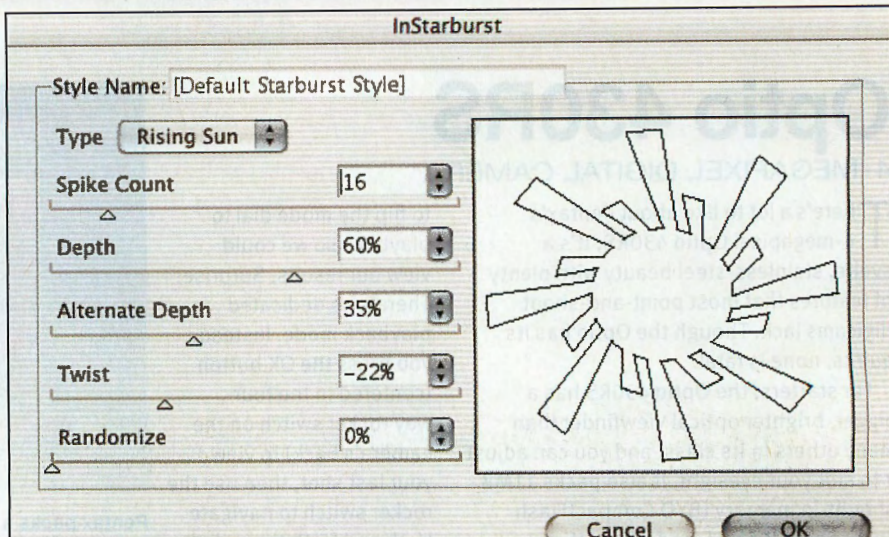 InStarburst
Style Name: [Default Starburst Style]
Type Rising Sun
Spike Count 16
Depth 60%
Alternate Depth 35%
Twist -22%
Randomize 0%
Cancel OK